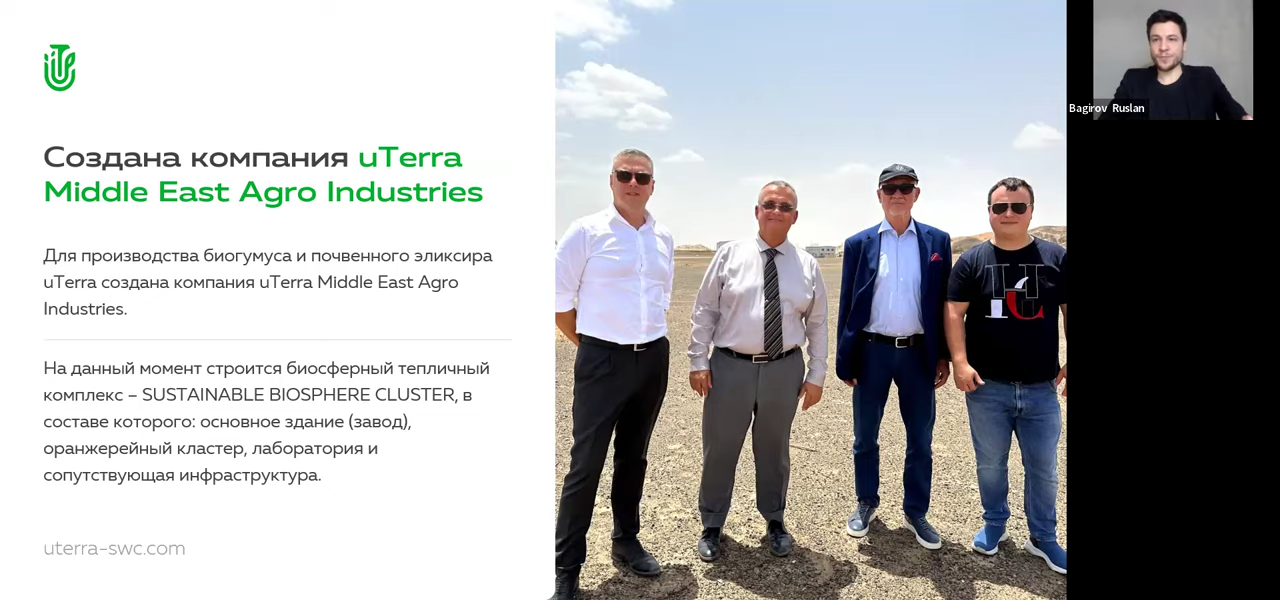 Создана компания uTerra
Middle East Agro Industries
Для производства биогумуса и почвенного эликсира
uTerra создана компания uTerra Middle East Agro
Industries.
На данный момент строится биосферный тепличный
комплекс – SUSTAINABLE BIOSPHERE CLUSTER, в
составе которого: основное здание (завод),
оранжерейный кластер, лаборатория и
сопутствующая инфраструктура.
uterra-swc.com
Bagirov Ruslan